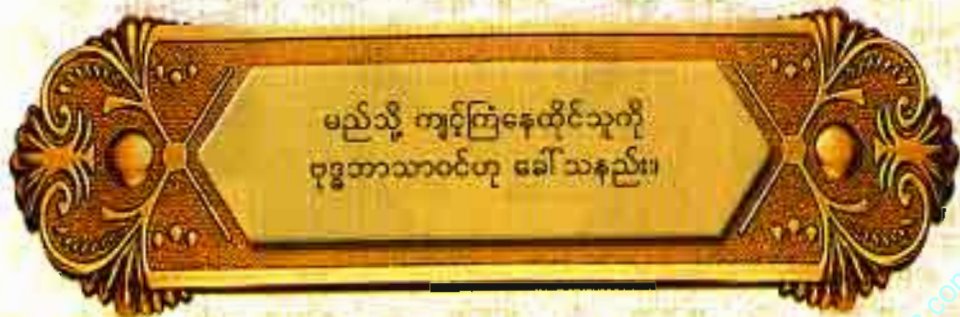 မည်သို့ ကျင့်ကြံနေထိုင်သူကို
ဗုဒ္ဓဘာသာဝင်ဟု ခေါ်သနည်း။